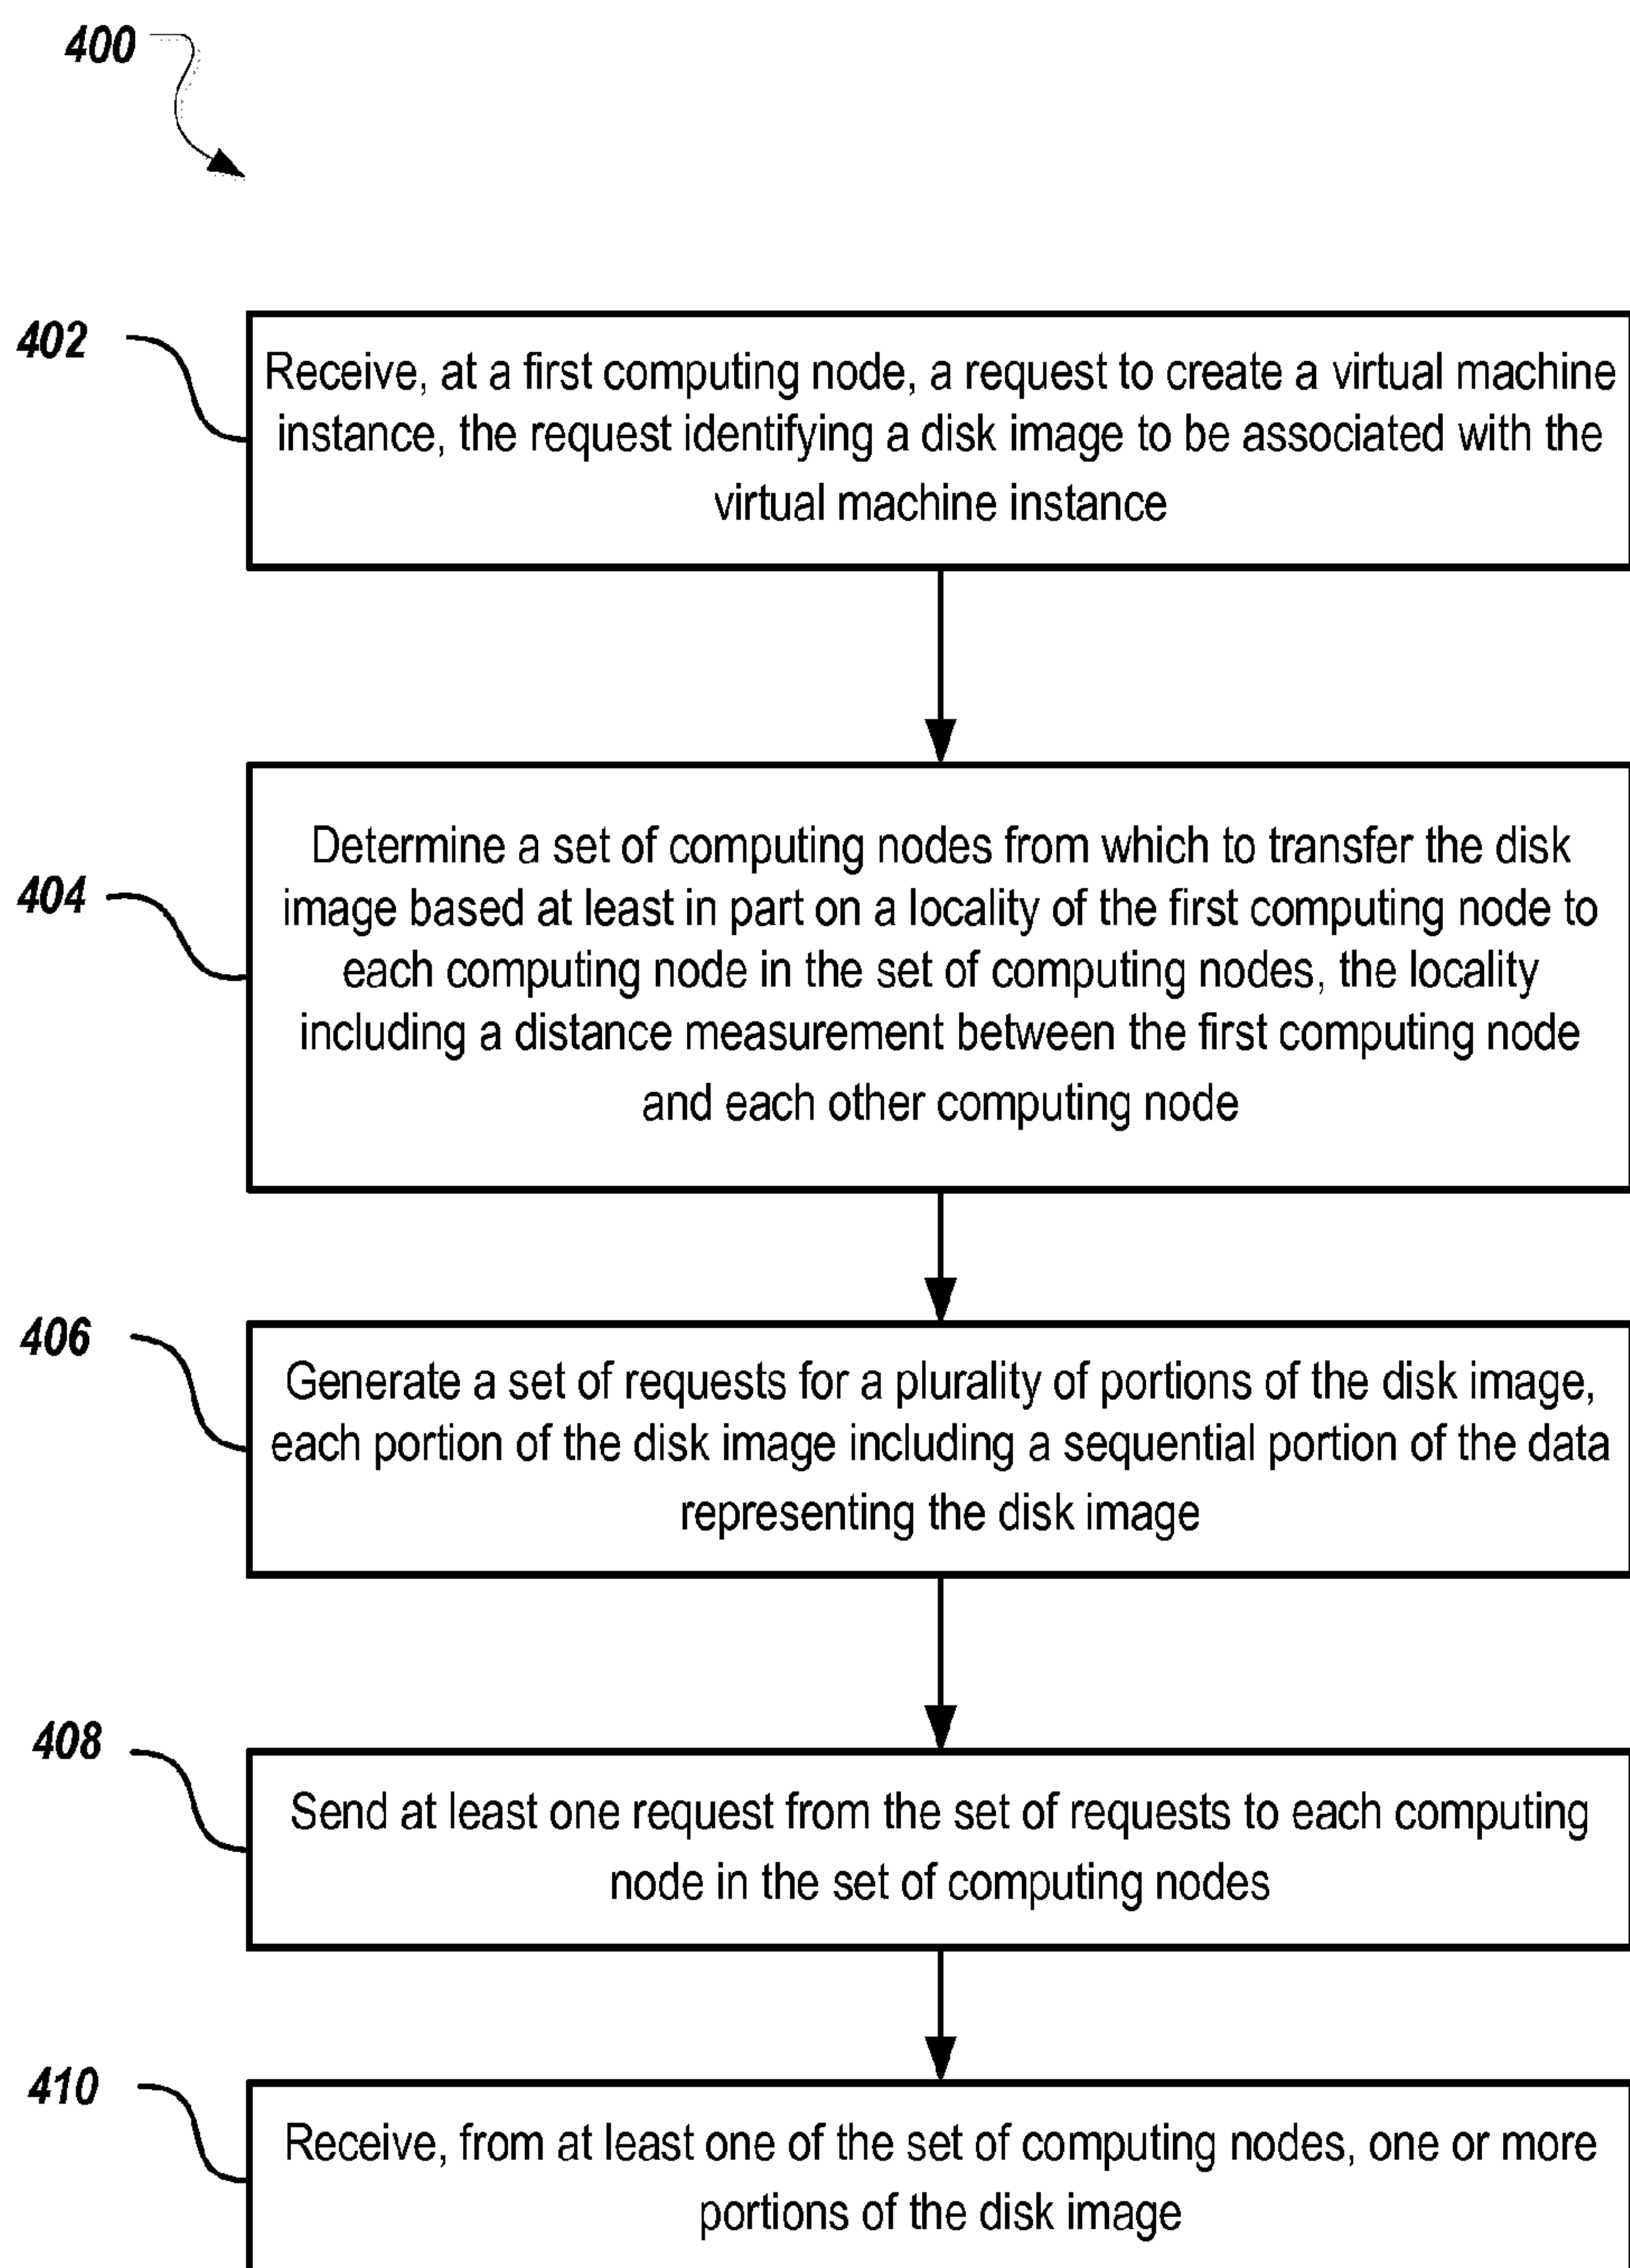 400
402
Receive, at a first computing node, a request to create a virtual machine
instance, the request identifying a disk image to be associated with the
virtual machine instance
404
Determine a set of computing nodes from which to transfer the disk
image based at least in part on a locality of the first computing node to
each computing node in the set of computing nodes, the locality
including a distance measurement between the first computing node
and each other computing node
406
Generate a set of requests for a plurality of portions of the disk image,
each portion of the disk image including a sequential portion of the data
representing the disk image
408
Send at least one request from the set of requests to each computing
node in the set of computing nodes
410
Receive, from at least one of the set of computing nodes, one or more
portions of the disk image